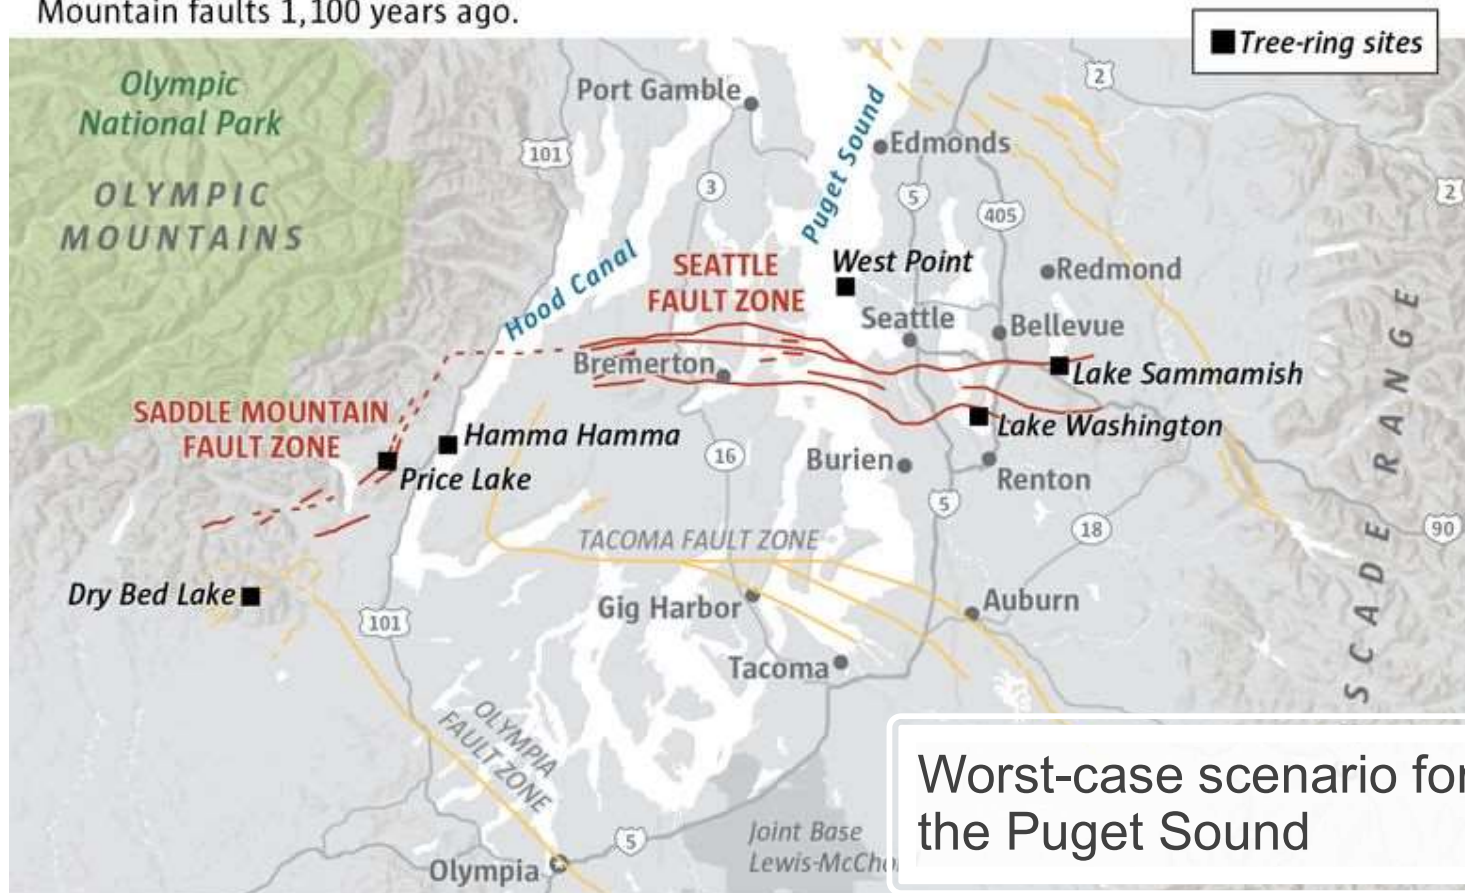 Mountain faults 1,100 years ago.
Tree-ring sites
Olympic
National Park
OLYMPIC
MOUNTAINS
Port Gamble
Puget Sound
Edmonds
2
101
3
5
405
2
Hood Canal
SEATTLE
FAULT ZONE
West Point
Redmond
Seattle
Bellevue
Bremerton
Lake Sammamish
SADDLE MOUNTAIN
FAULT ZONE
Hamma Hamma
Lake Washington
Price Lake
16
Burien
Renton
5
18
90
SCADE RANGE
TACOMA FAULT ZONE
Dry Bed Lake
101
Gig Harbor
Auburn
Tacoma
OLYMPIA
FAULT ZONE
5
Olympia
Joint Base
Worst-case scenario for
the Puget Sound